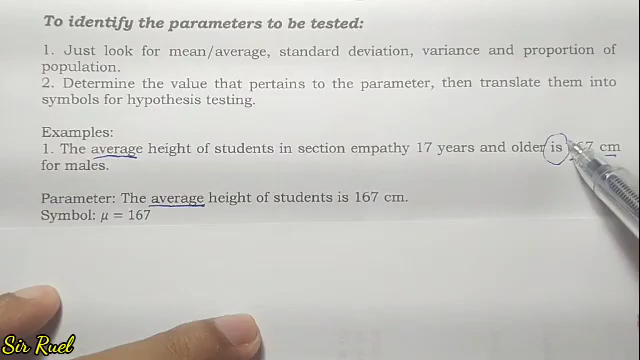 To identify the parameters to be tested:
1. Just look for mean/average, standard deviation, variance and proportion of
population.
2. Determine the value that pertains to the parameter, then translate them into
symbols for hypothesis testing.
Examples:
1. The average height of students in section empathy 17 years and older is 167 cm
for males.
Parameter: The average height of students is 167 cm.
Symbol: μ = 167
Sir Ruel